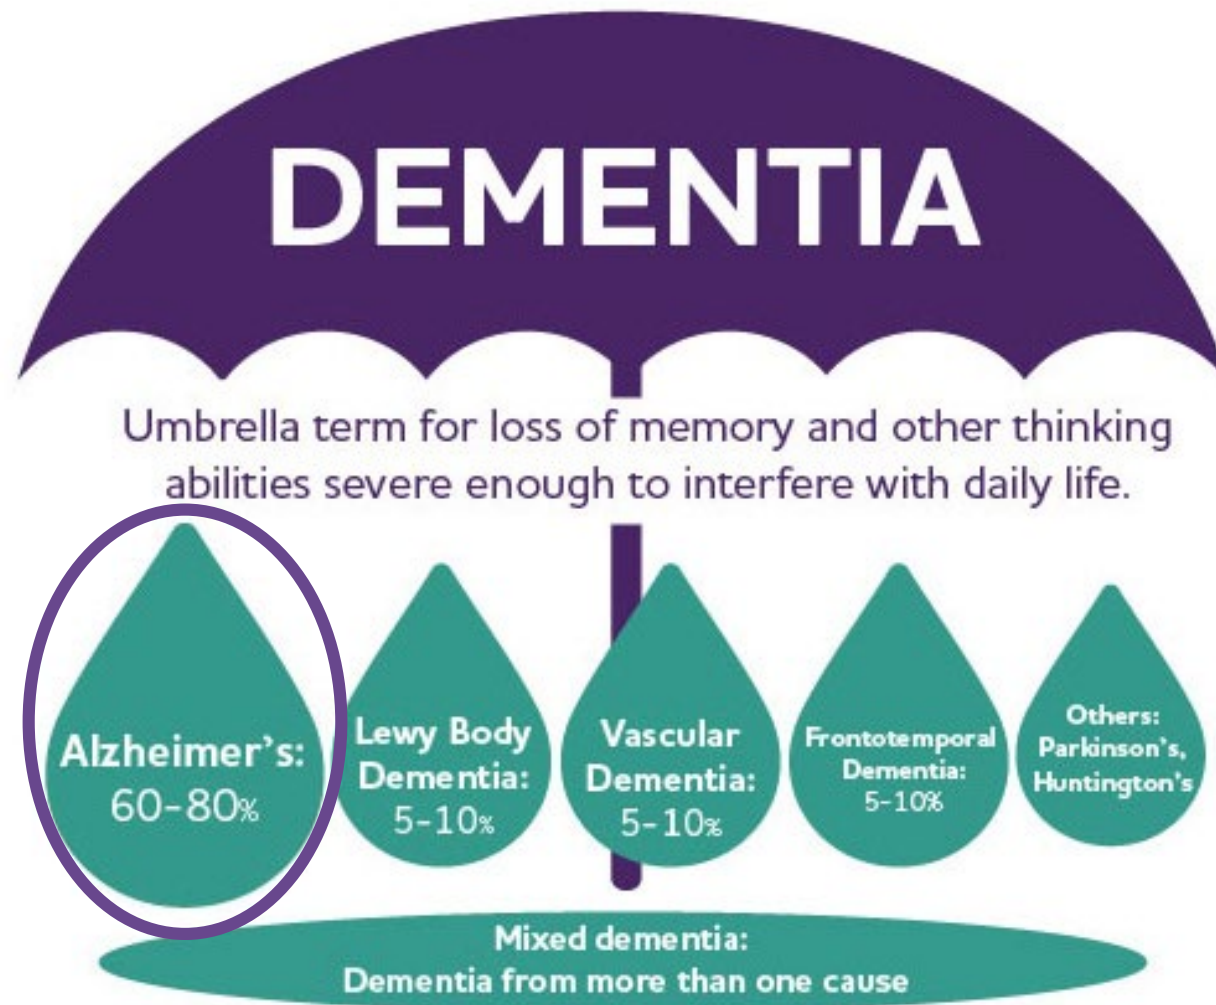 DEMENTIA
Umbrella term for loss of memory and other thinking
abilities severe enough to interfere with daily life.
Alzheimer's:
60-80%
Lewy Body
Dementia:
5-10%
Vascular
Dementia:
5-10%
Frontotemporal
Dementia:
5-10%
Others:
Parkinson's,
Huntington's
Mixed dementia:
Dementia from more than one cause